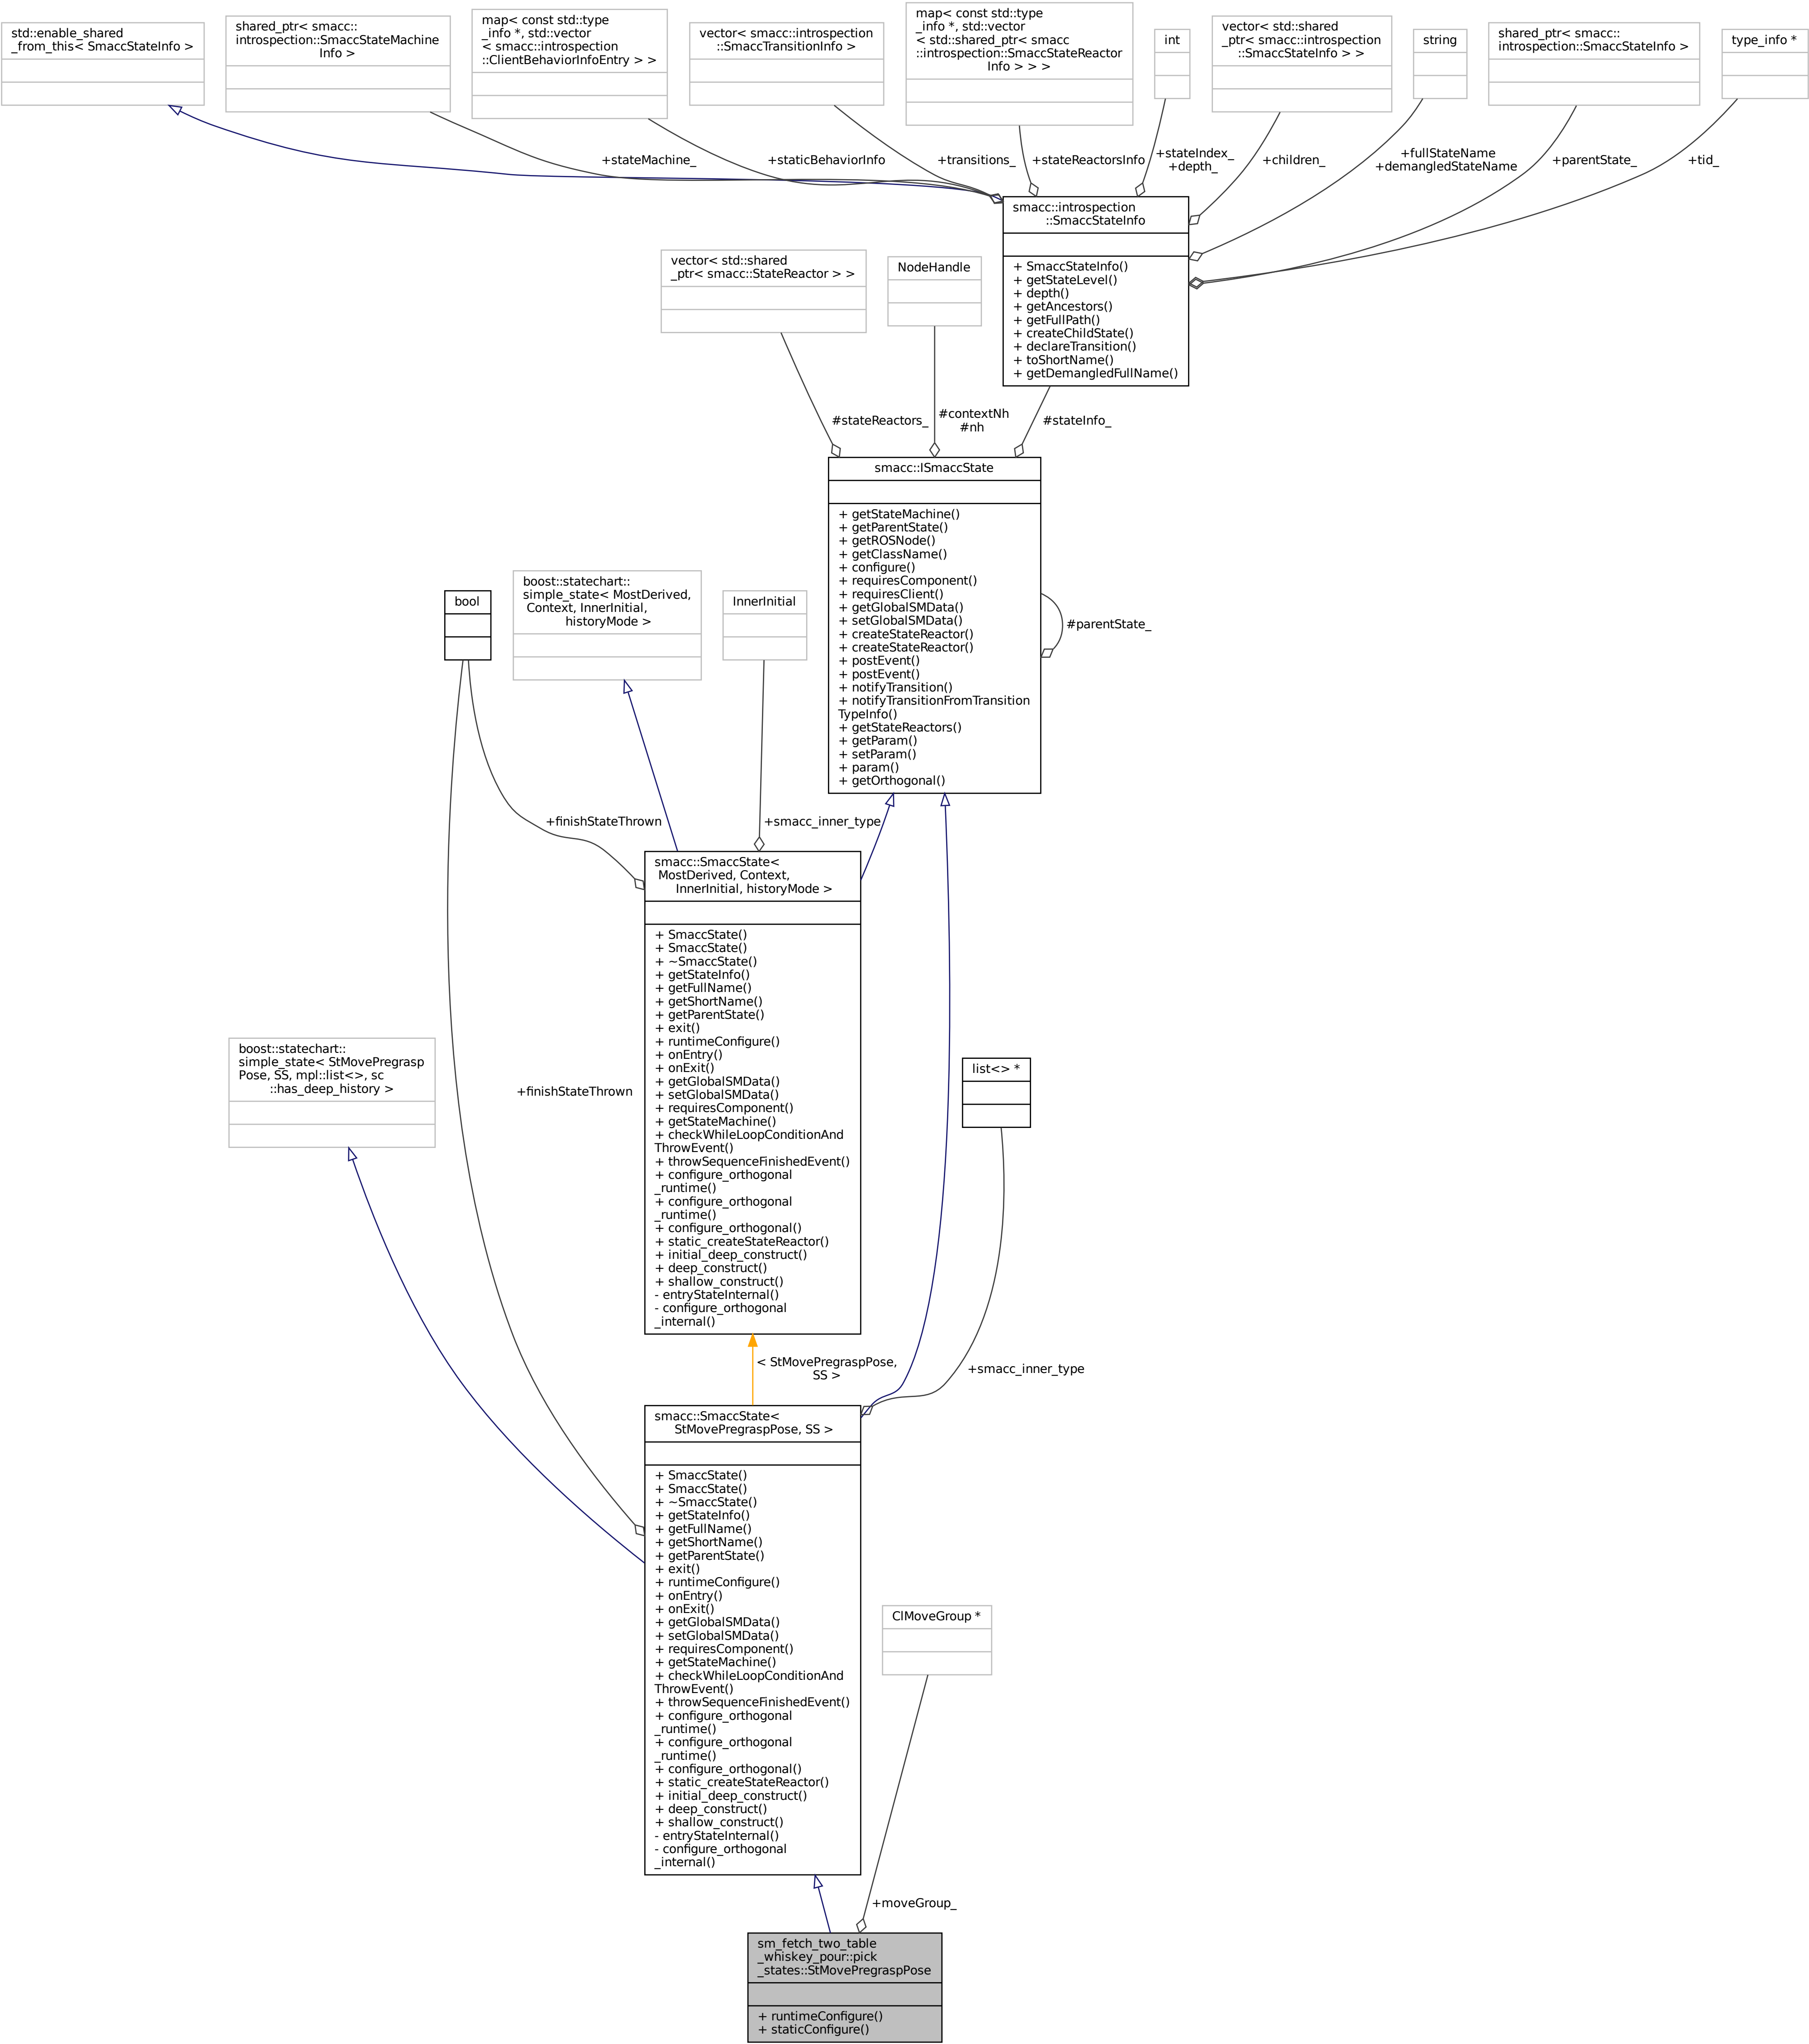 std::enable_shared
_from_this< SmaccStateInfo >
shared_ptr< smacc::
introspection::SmaccStateMachine
Info >
map< const std::type
_info *, std::vector
< smacc::introspection
::ClientBehaviorInfoEntry > >
vector< smacc::introspection
::SmaccTransitionInfo >
map< const std::type
_info *, std::vector
< std::shared_ptr< smacc
::introspection::SmaccStateReactor
Info > > >
int
vector< std::shared
_ptr< smacc::introspection
::SmaccStateInfo > >
string
shared_ptr< smacc::
introspection::SmaccStateInfo >
type_info *
+stateMachine_
+staticBehaviorInfo
+transitions_
+stateReactorsInfo
+stateIndex_
+depth_
+children_
+fullStateName
+demangledStateName
+parentState_
+tid_
smacc::introspection
::SmaccStateInfo
+ SmaccStateInfo()
+ getStateLevel()
+ depth()
+ getAncestors()
+ getFullPath()
+ createChildState()
+ declareTransition()
+ toShortName()
+ getDemangledFullName()
vector< std::shared
_ptr< smacc::StateReactor > >
NodeHandle
#stateReactors_
#contextNh
#nh
#stateInfo_
smacc::ISmaccState
+ getStateMachine()
+ getParentState()
+ getROSNode()
+ getClassName()
+ configure()
+ requiresComponent()
+ requiresClient()
+ getGlobalSMData()
+ setGlobalSMData()
+ createStateReactor()
+ createStateReactor()
+ postEvent()
+ postEvent()
+ notifyTransition()
+ notifyTransitionFromTransition
TypeInfo()
+ getStateReactors()
+ getParam()
+ setParam()
+ param()
+ getOrthogonal()
#parentState_
bool
boost::statechart::
simple_state< MostDerived,
Context, InnerInitial,
historyMode >
InnerInitial
+finishStateThrown
+smacc_inner_type
smacc::SmaccState<
MostDerived, Context,
InnerInitial, historyMode >
+ SmaccState()
+ SmaccState()
+ ~SmaccState()
+ getStateInfo()
+ getFullName()
+ getShortName()
+ getParentState()
+ exit()
+ runtimeConfigure()
+ onEntry()
+ onExit()
+ getGlobalSMData()
+ setGlobalSMData()
+ requiresComponent()
+ getStateMachine()
+ checkWhileLoopConditionAnd
ThrowEvent()
+ throwSequenceFinishedEvent()
+ configure_orthogonal
_runtime()
+ configure_orthogonal
_runtime()
+ configure_orthogonal()
+ static_createStateReactor()
+ initial_deep_construct()
+ deep_construct()
+ shallow_construct()
- entryStateInternal()
- configure_orthogonal
_internal()
boost::statechart::
simple_state< StMovePregrasp
Pose, SS, mpl::list<>, sc
::has_deep_history >
+finishStateThrown
list<> *
< StMovePregraspPose,
SS >
+smacc_inner_type
smacc::SmaccState<
StMovePregraspPose, SS >
+ SmaccState()
+ SmaccState()
+ ~SmaccState()
+ getStateInfo()
+ getFullName()
+ getShortName()
+ getParentState()
+ exit()
+ runtimeConfigure()
+ onEntry()
+ onExit()
+ getGlobalSMData()
+ setGlobalSMData()
+ requiresComponent()
+ getStateMachine()
+ checkWhileLoopConditionAnd
ThrowEvent()
+ throwSequenceFinishedEvent()
+ configure_orthogonal
_runtime()
+ configure_orthogonal
_runtime()
+ configure_orthogonal()
+ static_createStateReactor()
+ initial_deep_construct()
+ deep_construct()
+ shallow_construct()
- entryStateInternal()
- configure_orthogonal
_internal()
ClMoveGroup *
+moveGroup_
sm_fetch_two_table
_whiskey_pour::pick
_states::StMovePregraspPose
+ runtimeConfigure()
+ staticConfigure()